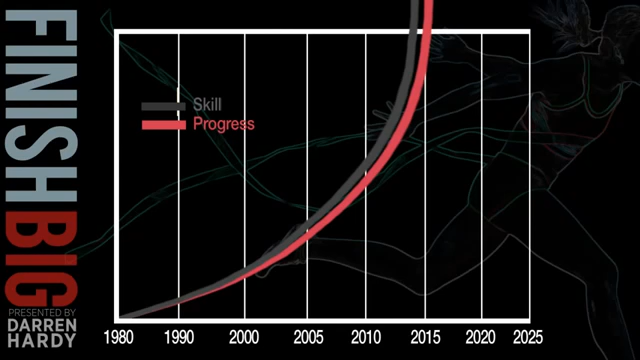 FINISH BIG
PRESENTED BY
DARREN
HARDY
Skill
Progress
1980 1990 2000 2005 2010 2015 2020 2025